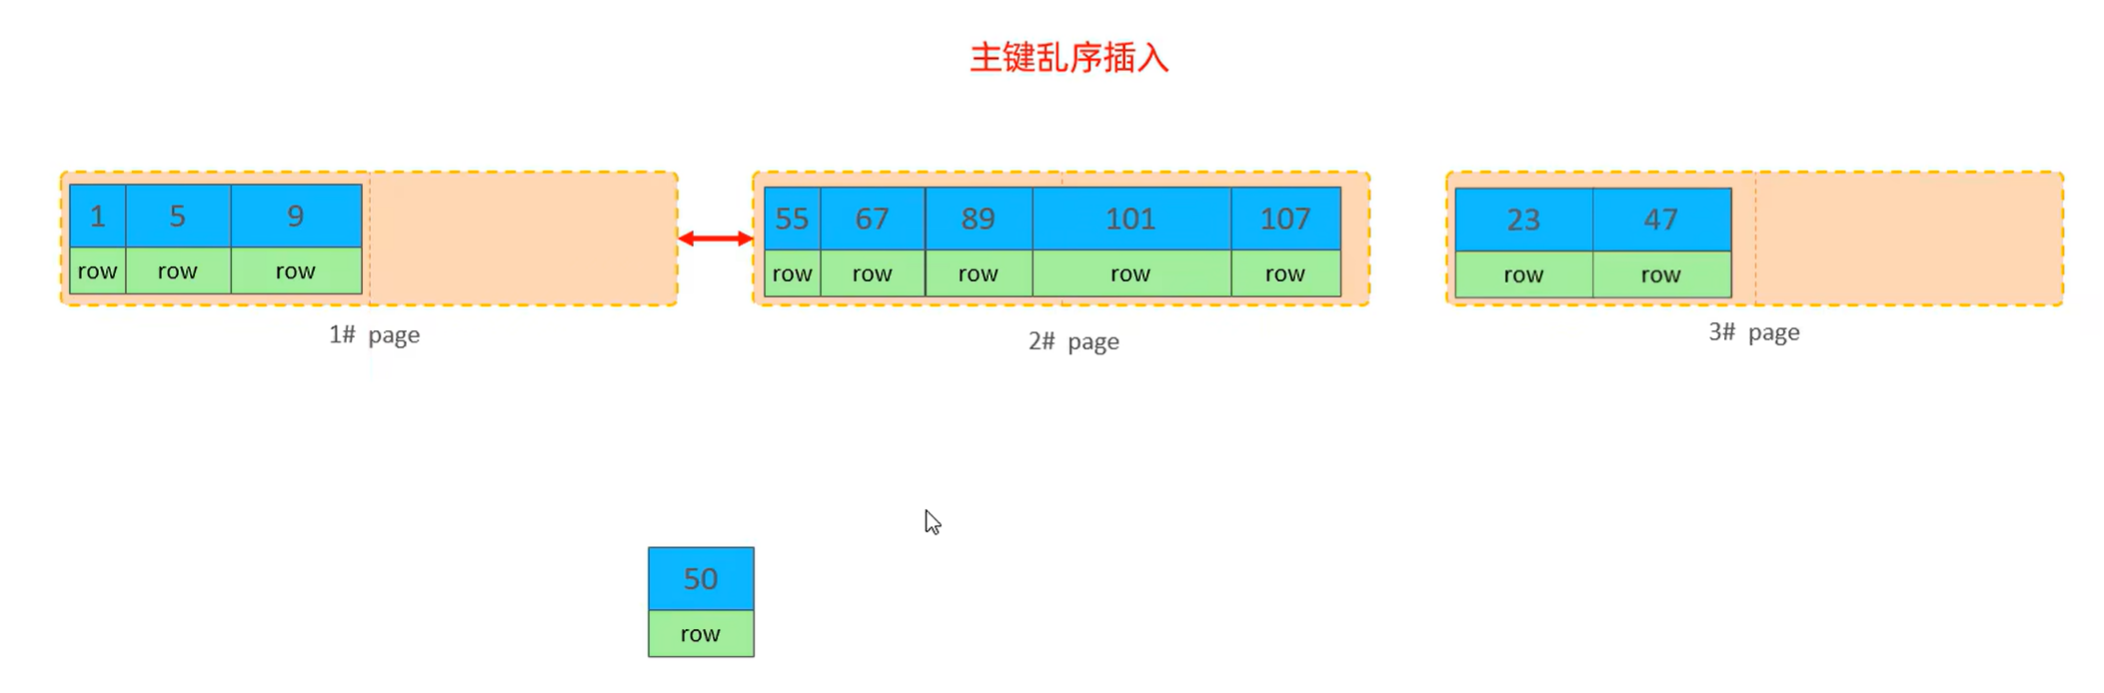 主键乱序插入
1 5 9
row row row
1# page
55 67 89 101 107
row row row row row
2# page
23 47
row row
3# page
50
row